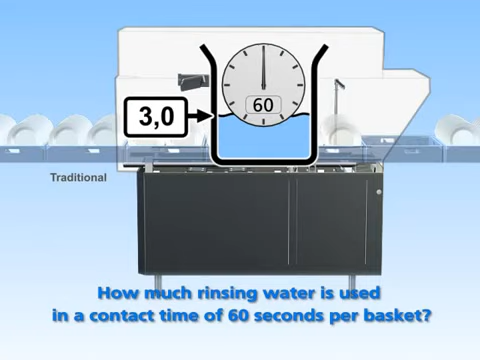 60
3,0
Traditional
How much rinsing water is used
in a contact time of 60 seconds per basket?